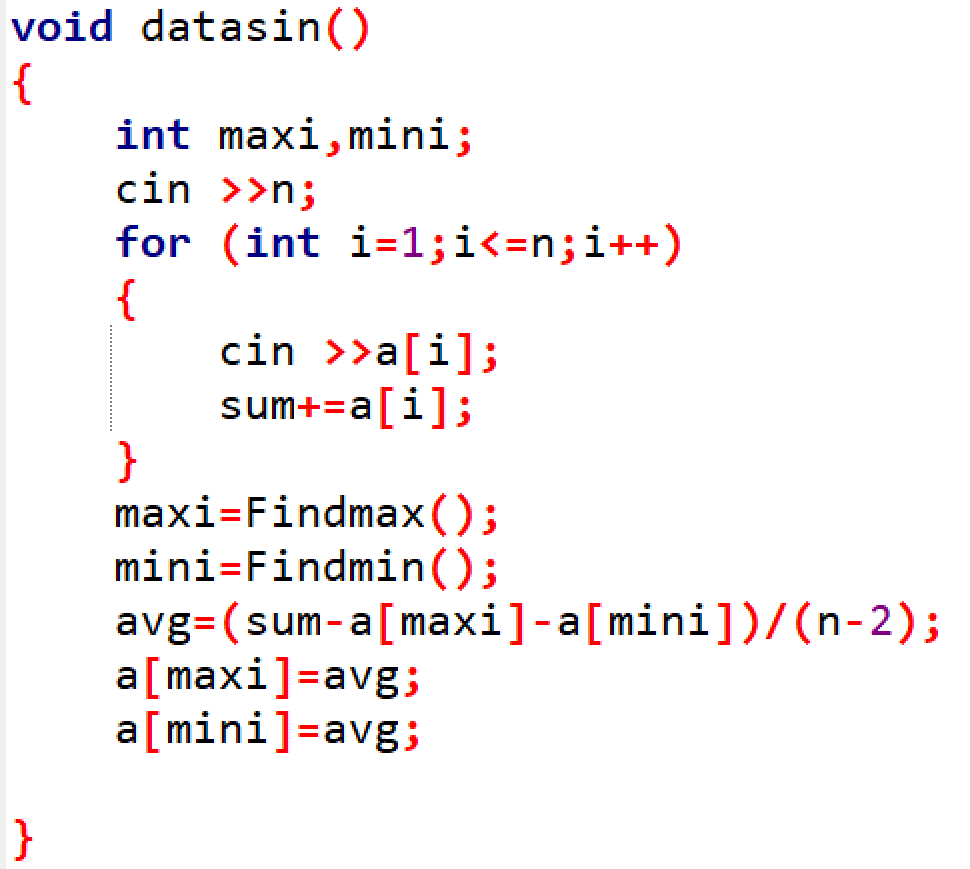 void datasin()
{
int maxi,mini;
cin >>n;
for (int i=1;i<=n;i++)
{
cin >>a[i];
sum+=a[i];
}
maxi=Findmax();
mini=Findmin();
avg=(sum-a[maxi]-a[mini])/(n-2);
a[maxi]=avg;
a[mini]=avg;
}